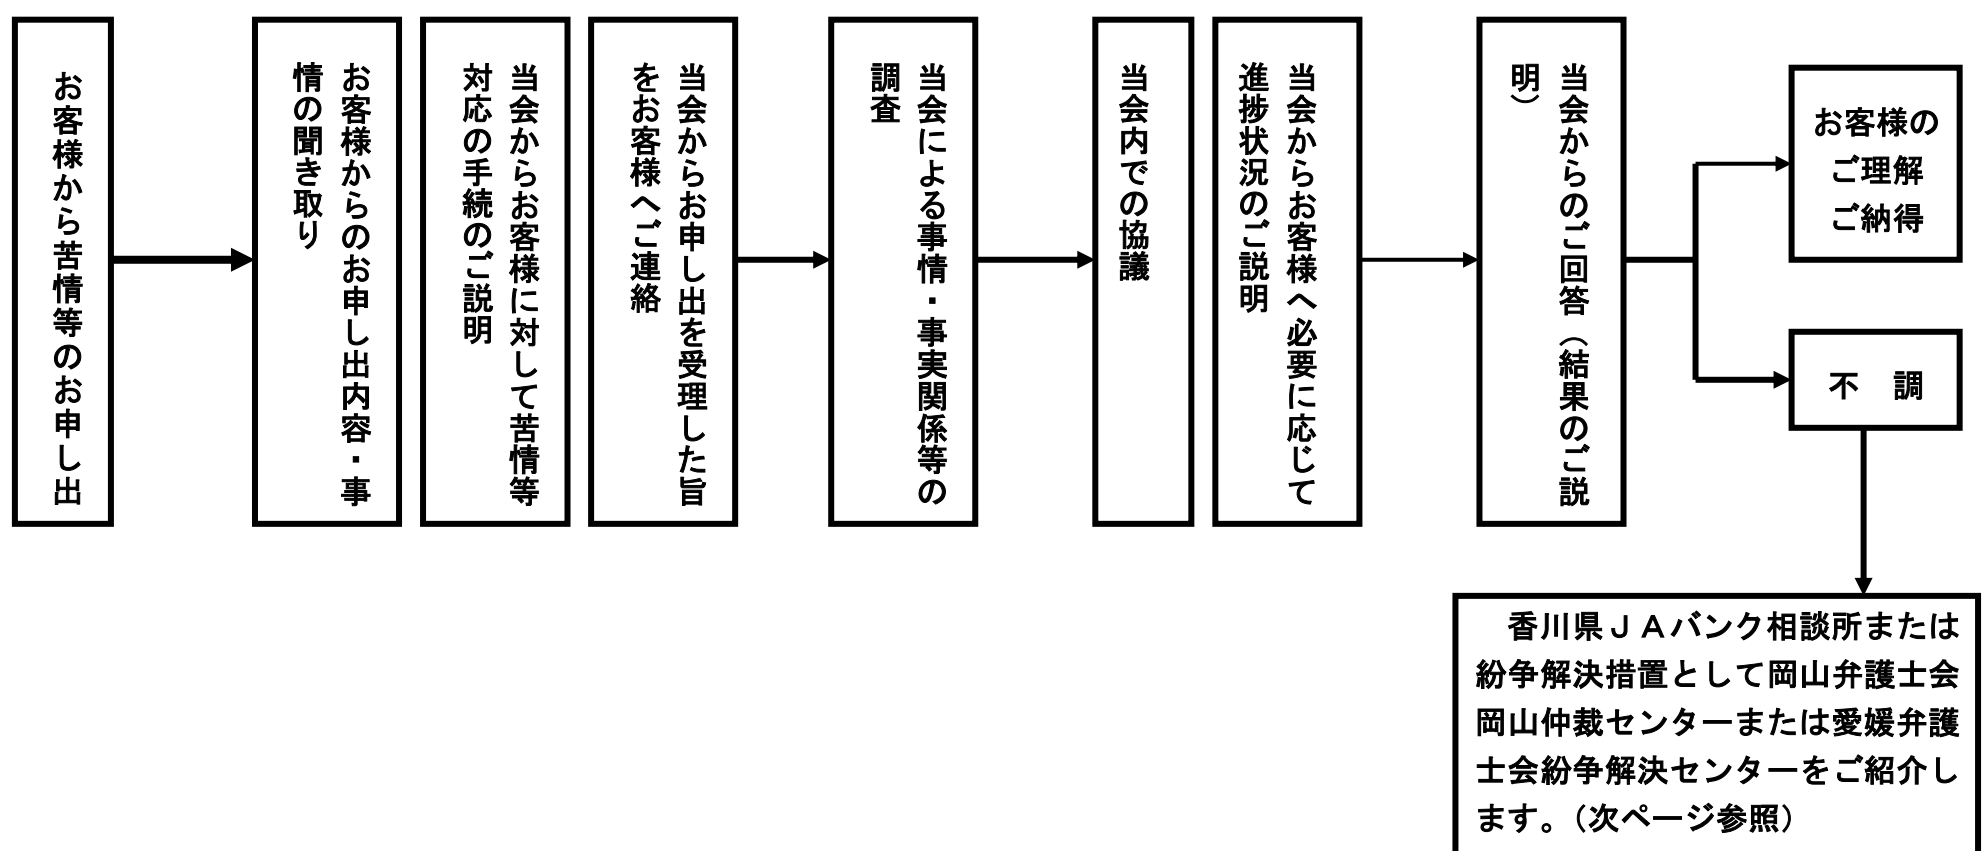 お客様から苦情等のお申し出
お客様からのお申し出内容・事
情の聞き取り
当会からお客様に対して苦情等
対応の手続のご説明
当会からお申し出を受理した旨
をお客様へご連絡
当会による事情・事実関係等の
調査
当会内での協議
当会からお客様へ必要に応じて
進捗状況のご説明
当会からのご回答（結果のご説
明）
お客様の
ご理解
ご納得
不　調
香川県ＪＡバンク相談所または
紛争解決措置として岡山弁護士会
岡山仲裁センターまたは愛媛弁護
士会紛争解決センターをご紹介し
ます。（次ページ参照）